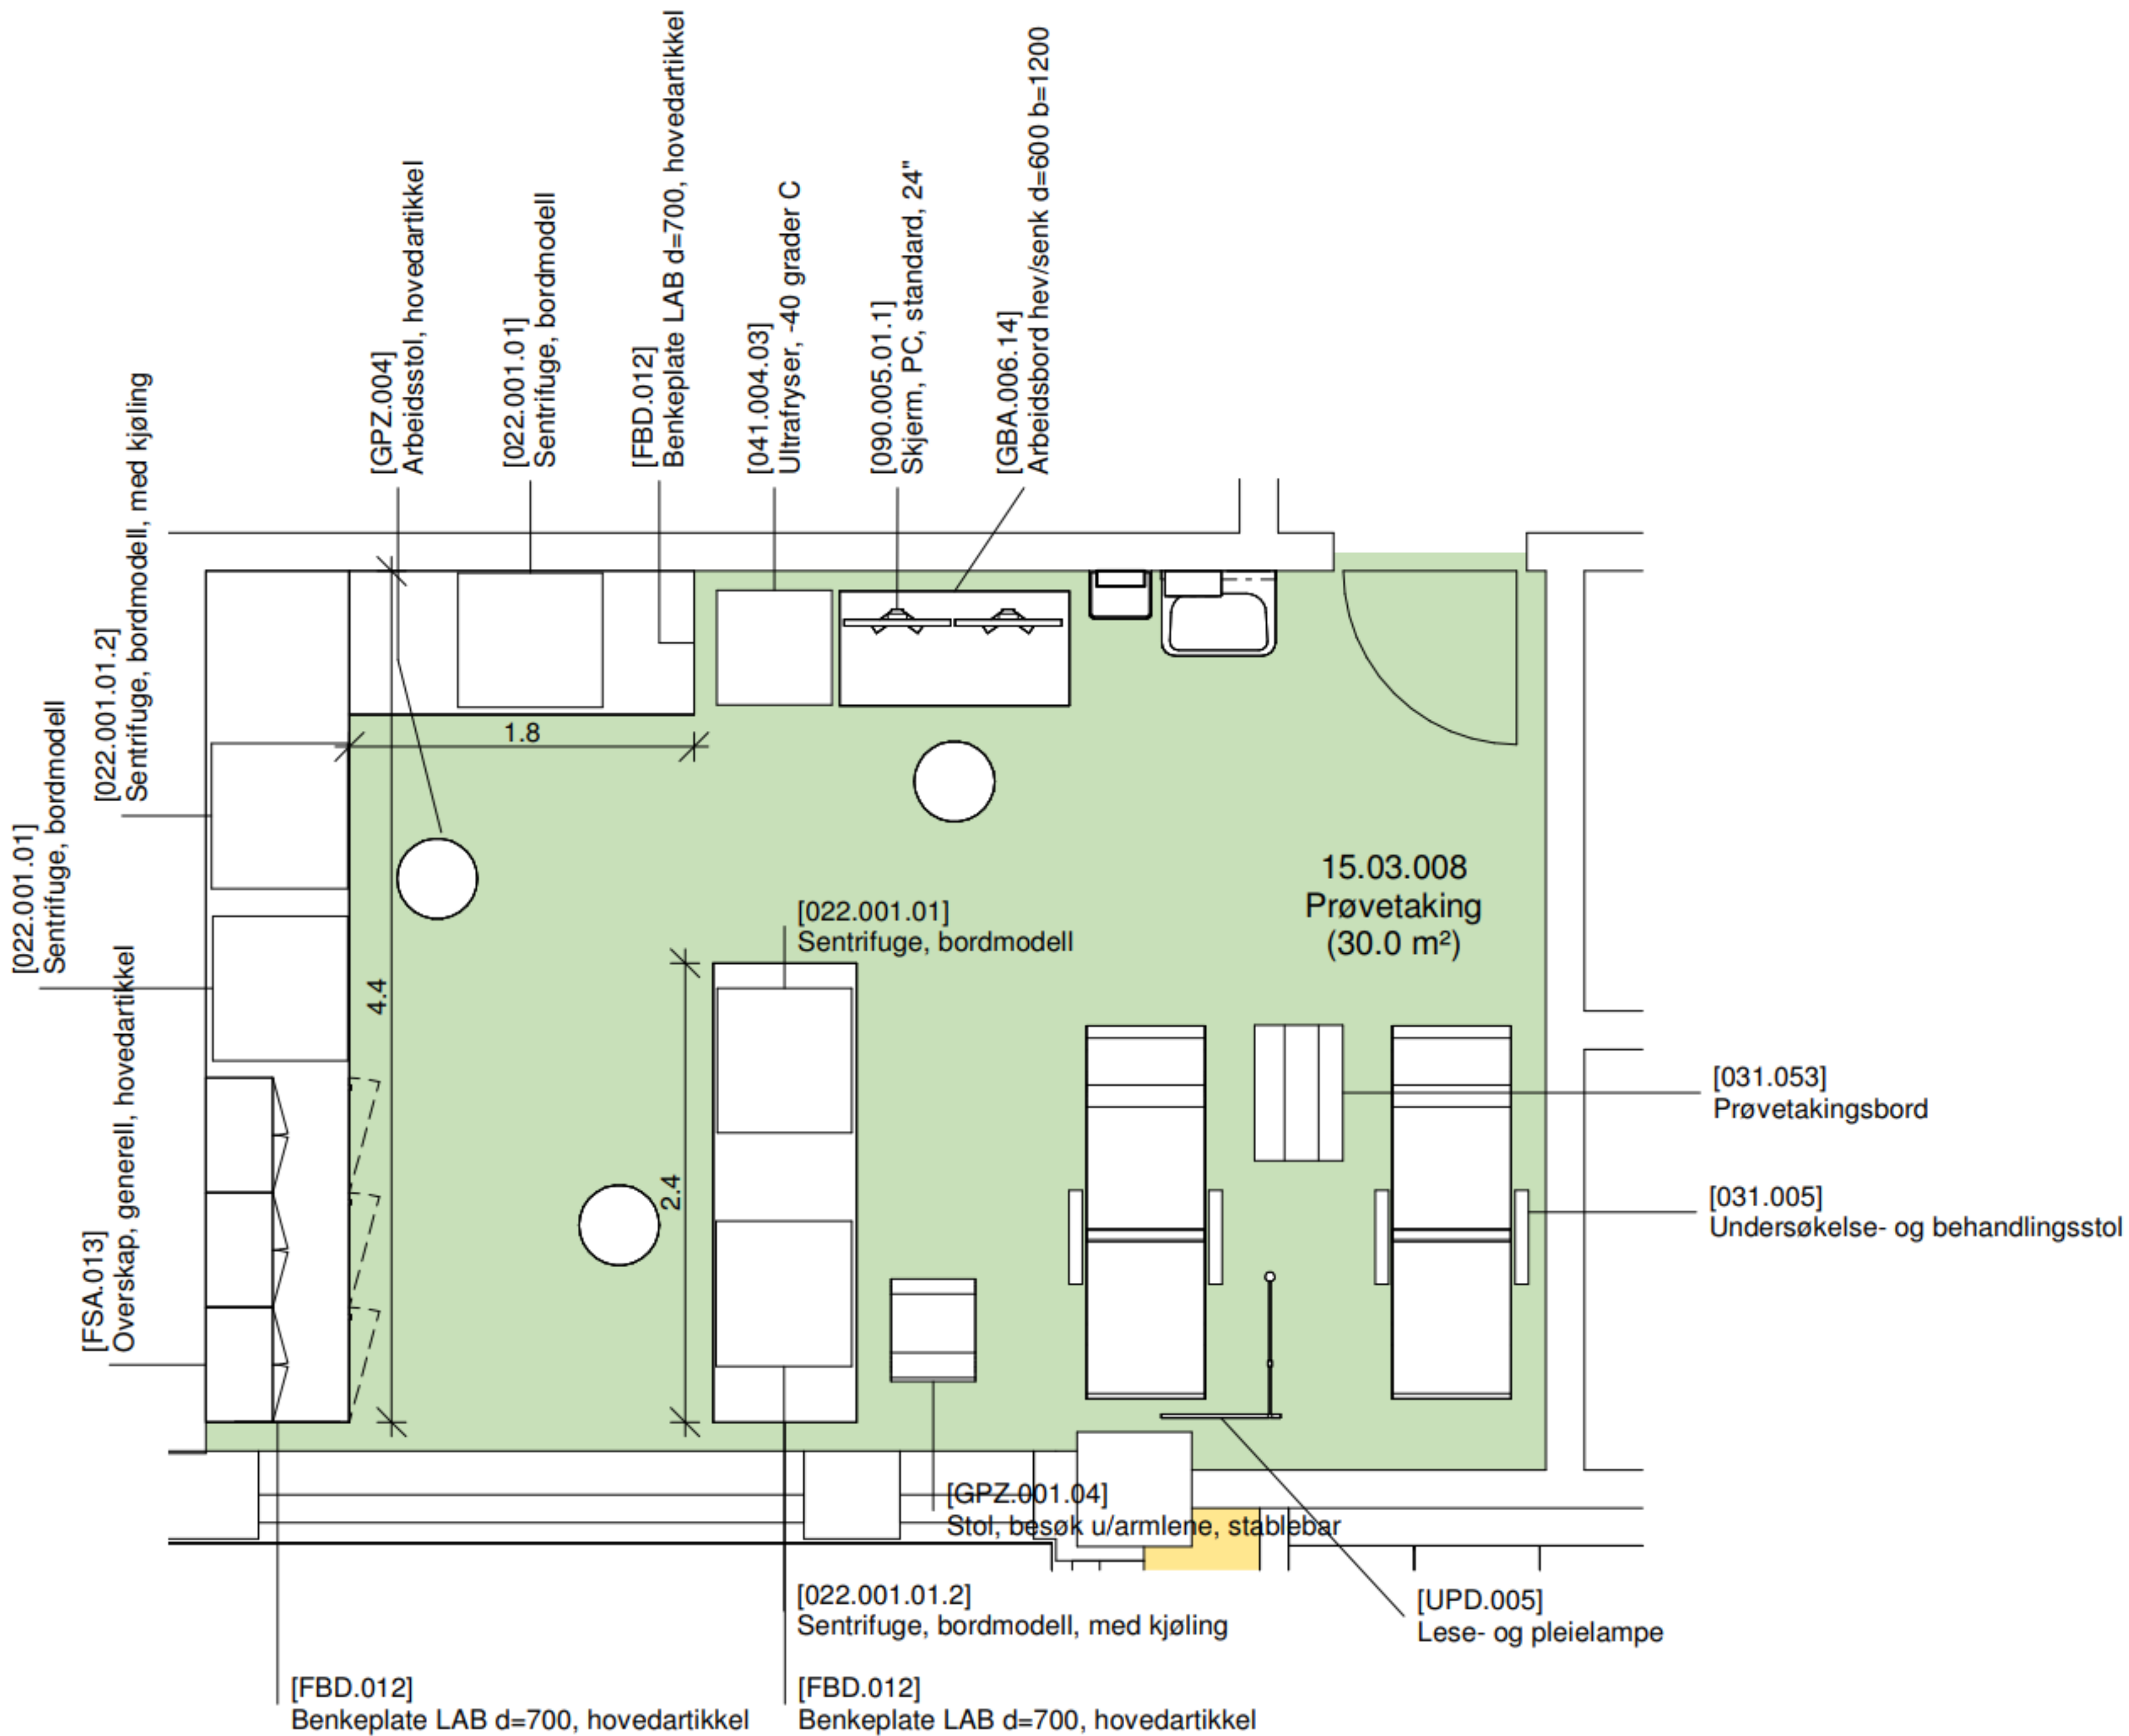 [022.001.01]
Sentrifuge, bordmodell
[022.001.01.2]
Sentrifuge, bordmodell, med kjøling
[FSA.013]
Overskap, generell, hovedartikkel
[GPZ.004]
Arbeidsstol, hovedartikkel
[022.001.01]
Sentrifuge, bordmodell
[FBD.012]
Benkeplate LAB d=700, hovedartikkel
[041.004.03]
Ultrafryser, -40 grader C
[090.005.01.1]
Skjerm, PC, standard, 24"
[GBA.006.14]
Arbeidsbord hev/senk d=600 b=1200
1.8
4.4
2.4
[022.001.01]
Sentrifuge, bordmodell
15.03.008
Prøvetaking
(30.0 m²)
[031.053]
Prøvetakingsbord
[031.005]
Undersøkelse- og behandlingsstol
[GPZ.001.04]
Stol, besøk u/armlene, stablebar
[022.001.01.2]
Sentrifuge, bordmodell, med kjøling
[UPD.005]
Lese- og pleielampe
[FBD.012]
Benkeplate LAB d=700, hovedartikkel
[FBD.012]
Benkeplate LAB d=700, hovedartikkel